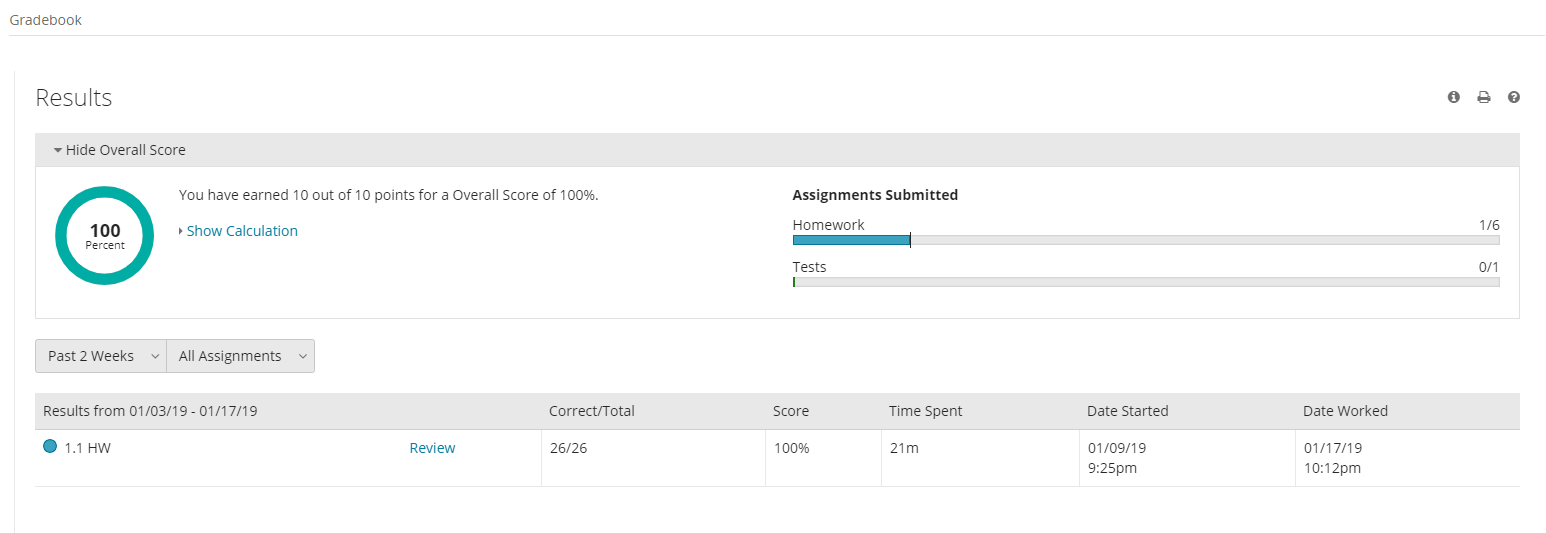 Gradebook
Results
Hide Overall Score
100
Percent
You have earned 10 out of 10 points for a Overall Score of 100%.
Show Calculation
Assignments Submitted
Homework 1/6
Tests 0/1
Past 2 Weeks All Assignments
Results from 01/03/19 - 01/17/19 Correct/Total Score Time Spent Date Started Date Worked
1.1 HW Review 26/26 100% 21m 01/09/19 01/17/19
9:25pm 10:12pm